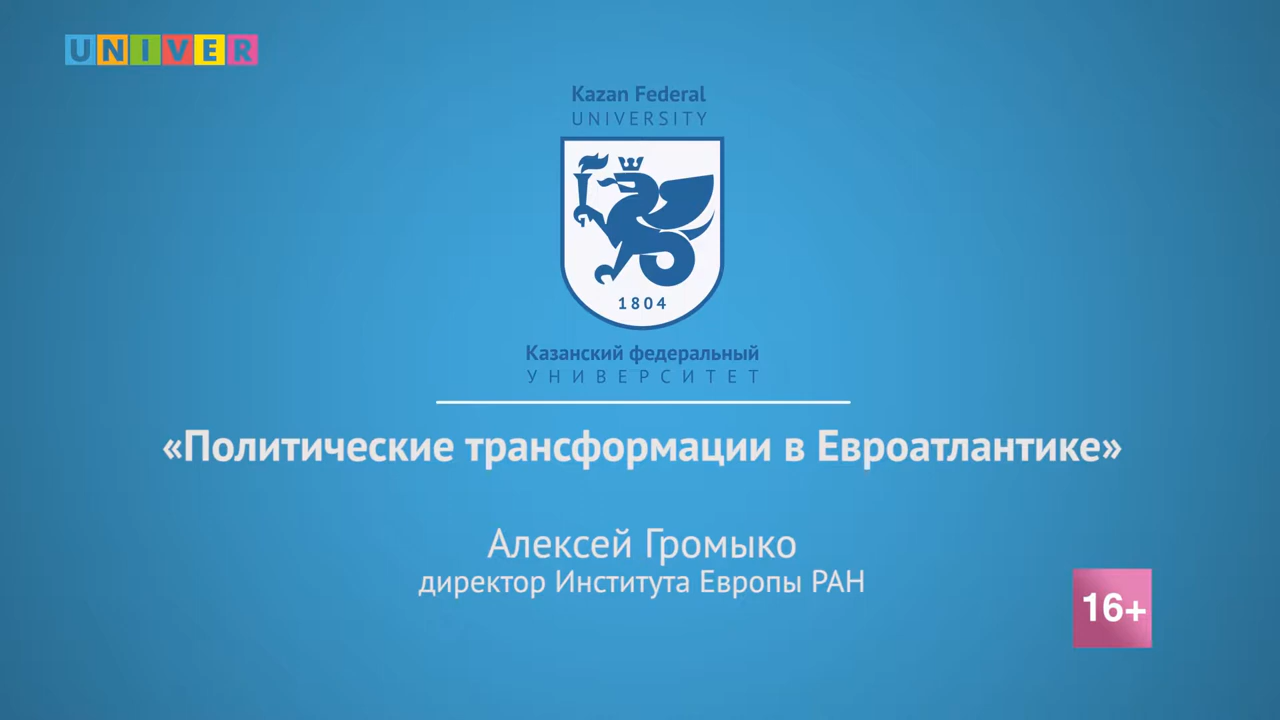 UNIVER
Kazan Federal
UNIVERSITY
1804
Казанский федеральный
УНИВЕРСИТЕТ
«Политические трансформации в Евроатлантике»
Алексей Громыко
директор Института Европы РАН
16+